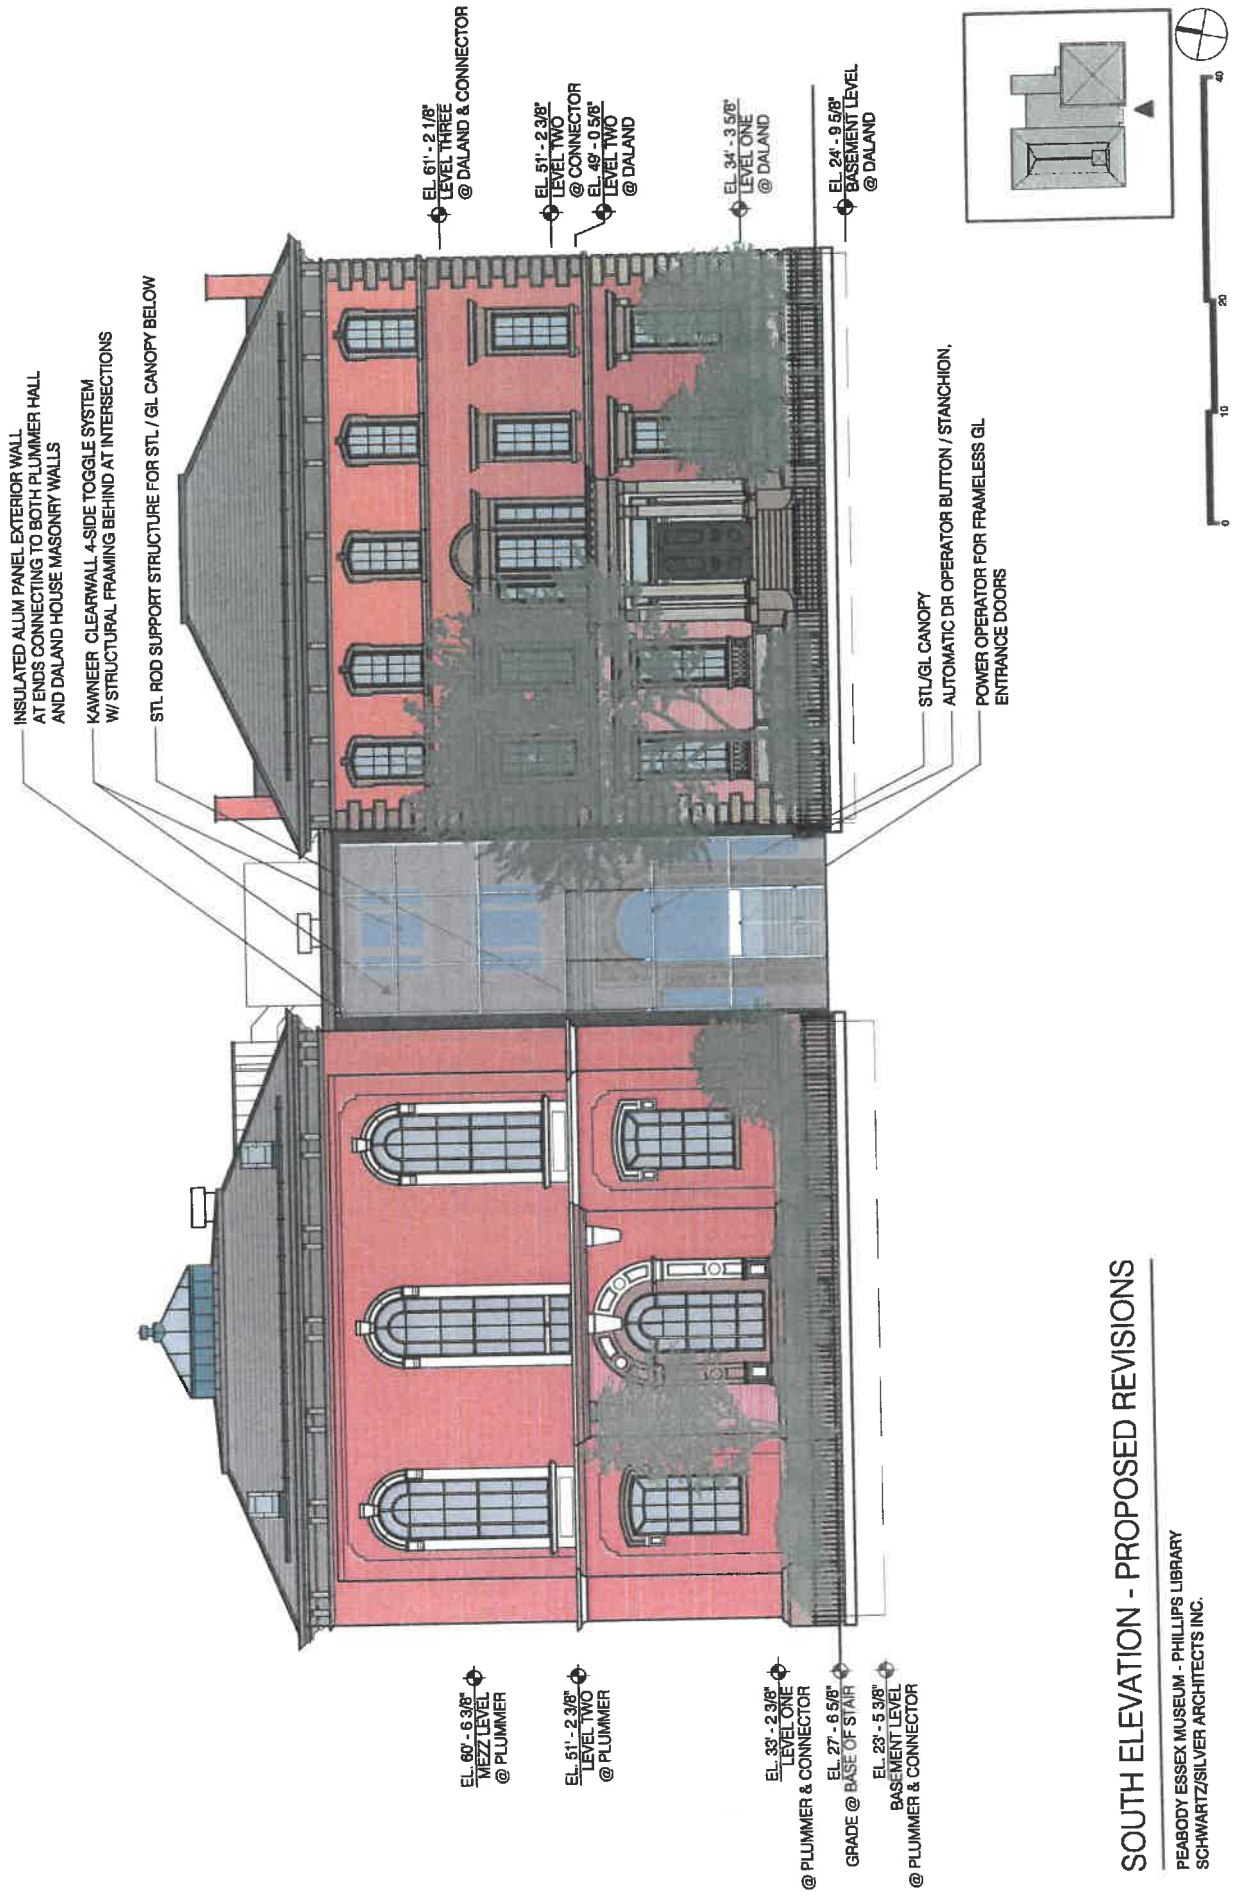 INSULATED ALUM PANEL EXTERIOR WALL
AT ENDS CONNECTING TO BOTH PLUMMER HALL
AND DALAND HOUSE MASONRY WALLS
KAWNEER CLEARWALL 4-SIDE TOGGLE SYSTEM
W/ STRUCTURAL FRAMING BEHIND AT INTERSECTIONS
STL ROD SUPPORT STRUCTURE FOR STL / GL CANOPY BELOW
EL. 60' - 6 3/8"
MEZZ LEVEL
@ PLUMMER
EL. 51' - 2 3/8"
LEVEL TWO
@ PLUMMER
EL. 33' - 2 3/8"
LEVEL ONE
@ PLUMMER & CONNECTOR
EL. 27' - 6 5/8"
GRADE @ BASE OF STAIR
EL. 23' - 5 3/8"
BASEMENT LEVEL
@ PLUMMER & CONNECTOR
EL. 61' - 2 1/8"
LEVEL THREE
@ DALAND & CONNECTOR
EL. 51' - 2 3/8"
LEVEL TWO
@ CONNECTOR
EL. 49' - 0 5/8"
LEVEL TWO
@ DALAND
EL. 34' - 3 5/8"
LEVEL ONE
@ DALAND
EL. 24' - 9 5/8"
BASEMENT LEVEL
@ DALAND
STL/GL CANOPY
AUTOMATIC DR OPERATOR BUTTON / STANCHION,
POWER OPERATOR FOR FRAMELESS GL
ENTRANCE DOORS
SOUTH ELEVATION - PROPOSED REVISIONS
PEABODY ESSEX MUSEUM - PHILLIPS LIBRARY
SCHWARTZ/SILVER ARCHITECTS INC.
0 10 20 40